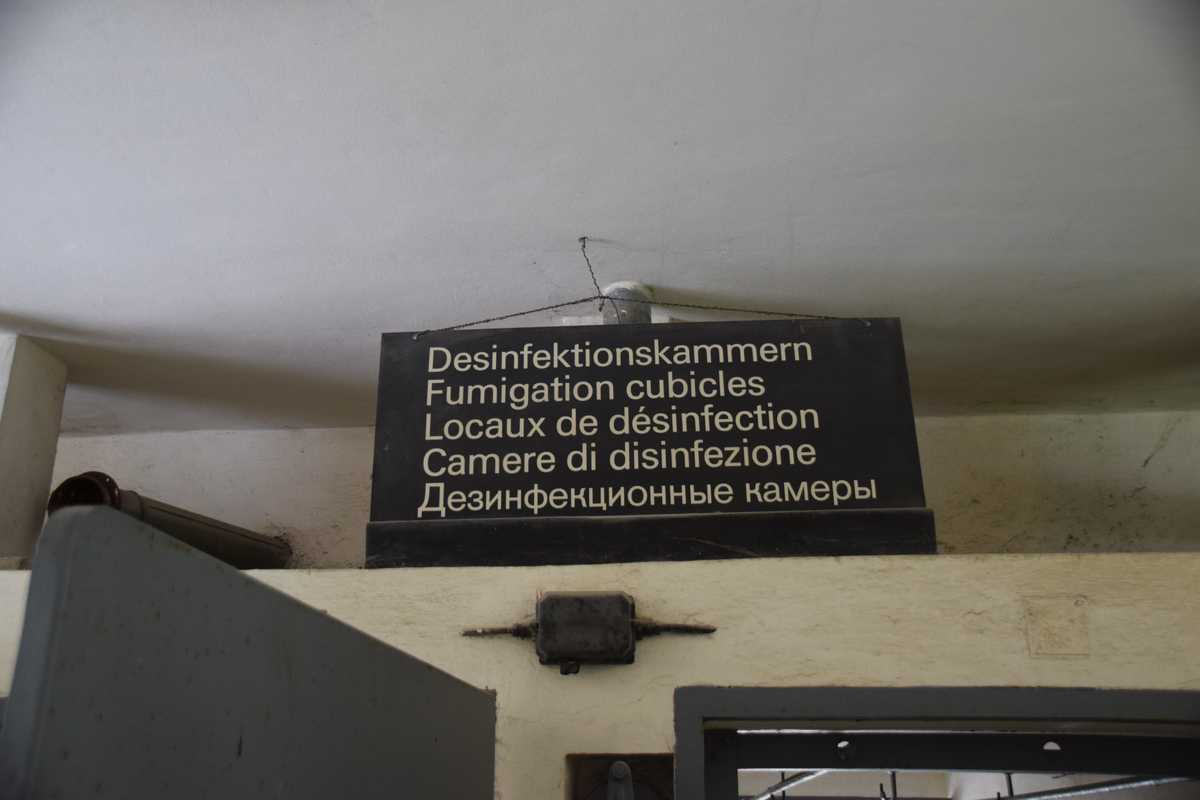 Desinfektionskammern
Fumigation cubicles
Locaux de désinfection
Camere di disinfezione
Дезинфекционные камеры